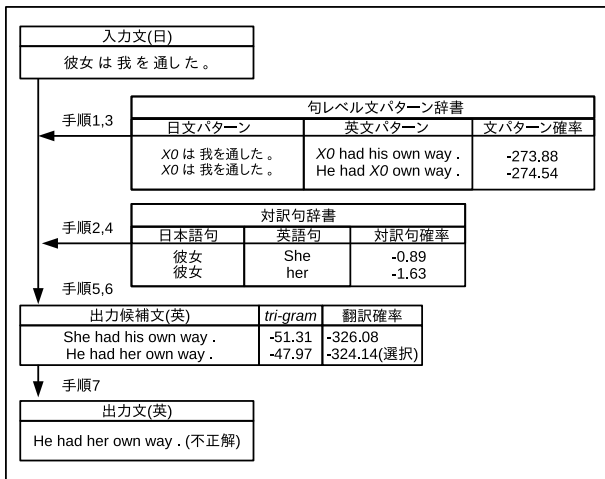 入力文(日)
彼女 は 我 を 通し た 。
手順1,3
句レベル文パターン辞書
日文パターン 英文パターン 文パターン確率
X0 は 我を通した 。 X0 had his own way . -273.88
X0 は 我を通した 。 He had X0 own way . -274.54
手順2,4
対訳句辞書
日本語句 英語句 対訳句確率
彼女 She -0.89
彼女 her -1.63
手順5,6
出力候補文(英) tri-gram 翻訳確率
She had his own way . -51.31 -326.08
He had her own way . -47.97 -324.14(選択)
手順7
出力文(英)
He had her own way . (不正解)